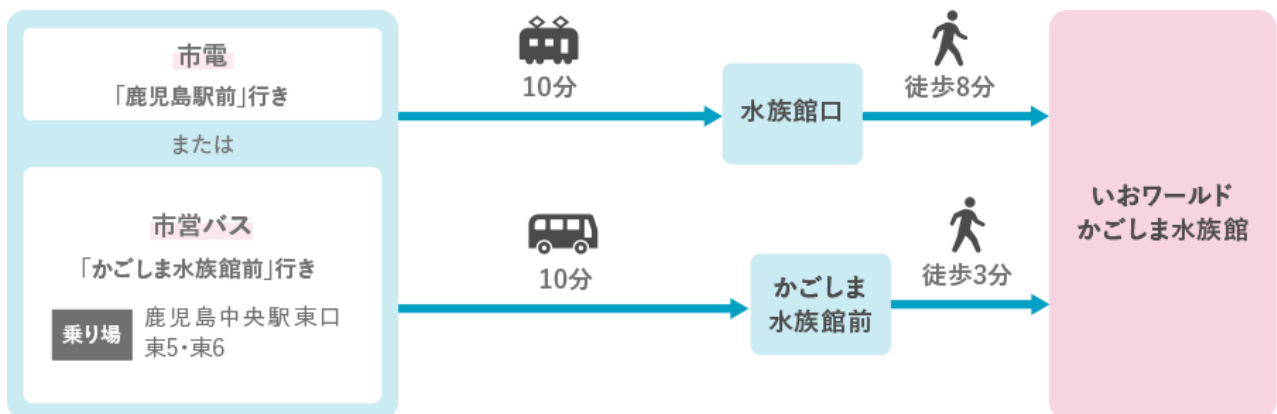 市電
「鹿児島駅前」行き
または
市営バス
「かごしま水族館前」行き
乗り場
鹿児島中央駅東口
東5・東6
10分
水族館口
徒歩8分
10分
かごしま
水族館前
徒歩3分
いおワールド
かごしま水族館